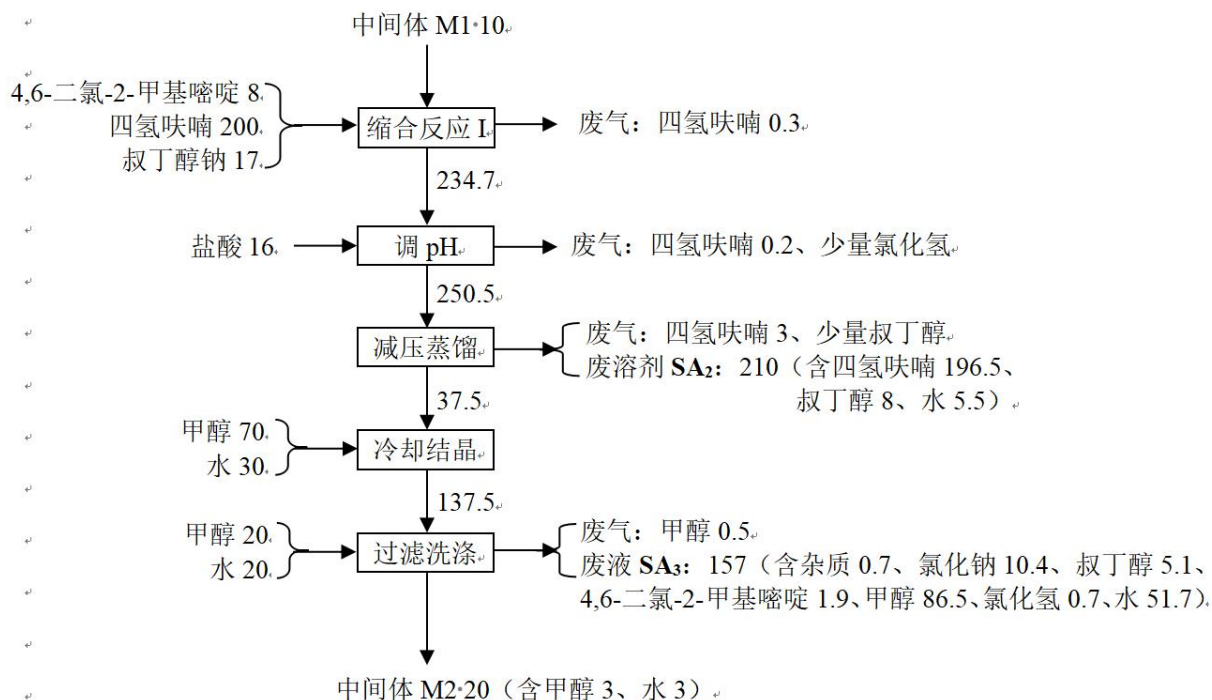 中间体 M1·10
4,6-二氯-2-甲基嘧啶 8
四氢呋喃 200
叔丁醇钠 17
缩合反应 I
废气：四氢呋喃 0.3
234.7
盐酸 16
调 pH
废气：四氢呋喃 0.2、少量氯化氢
250.5
减压蒸馏
废气：四氢呋喃 3、少量叔丁醇
废溶剂 SA₂：210（含四氢呋喃 196.5、
叔丁醇 8、水 5.5）
37.5
甲醇 70
水 30
冷却结晶
137.5
甲醇 20
水 20
过滤洗涤
废气：甲醇 0.5
废液 SA₃：157（含杂质 0.7、氯化钠 10.4、叔丁醇 5.1、
4,6-二氯-2-甲基嘧啶 1.9、甲醇 86.5、氯化氢 0.7、水 51.7）
中间体 M2·20（含甲醇 3、水 3）